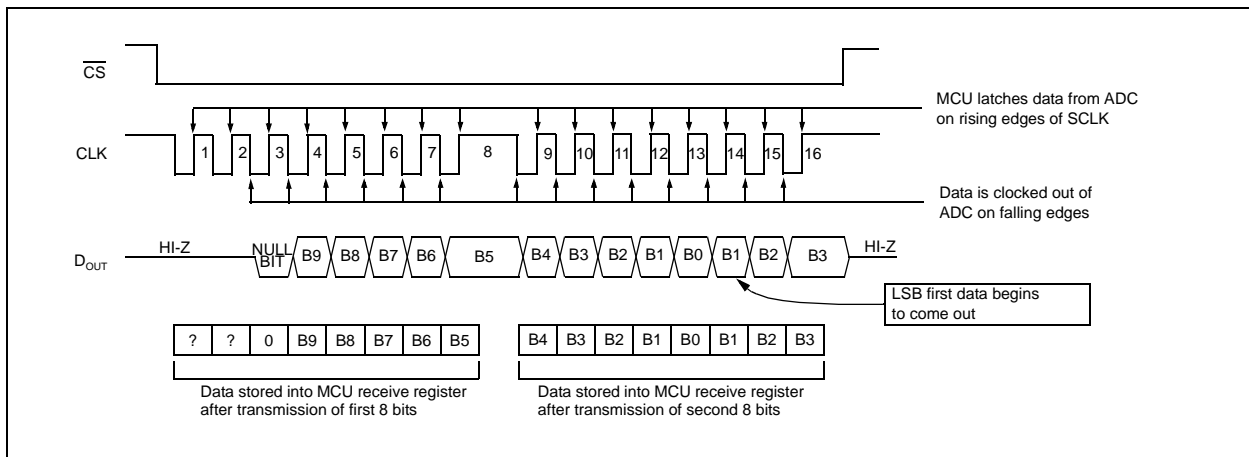 CS
MCU latches data from ADC
on rising edges of SCLK
CLK
1 2 3 4 5 6 7 8 9 10 11 12 13 14 15 16
Data is clocked out of
ADC on falling edges
DOUT
HI-Z
NULL
BIT
B9 B8 B7 B6 B5 B4 B3 B2 B1 B0 B1 B2 B3
HI-Z
LSB first data begins
to come out
? ? 0 B9 B8 B7 B6 B5
B4 B3 B2 B1 B0 B1 B2 B3
Data stored into MCU receive register
after transmission of first 8 bits
Data stored into MCU receive register
after transmission of second 8 bits